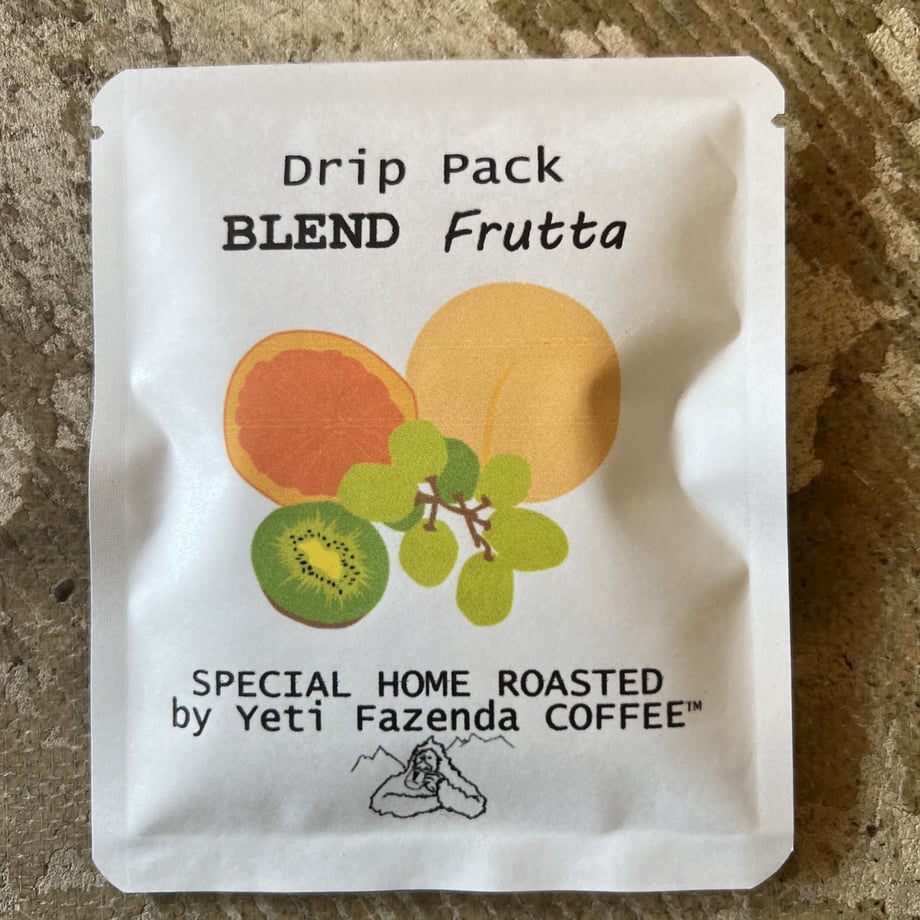 Drip Pack
BLEND Frutta
SPECIAL HOME ROASTED
by Yeti Fazenda COFFEE™